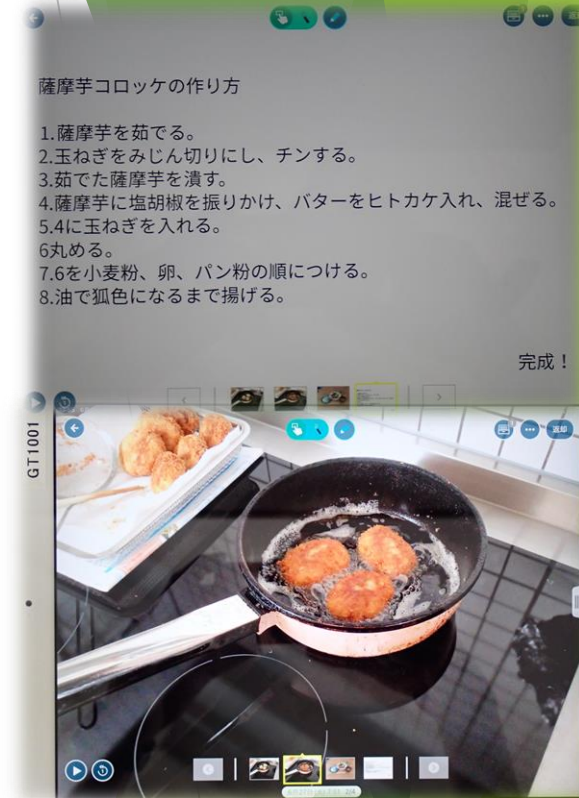 薩摩芋コロッケの作り方
1.薩摩芋を茹でる。
2.玉ねぎをみじん切りにし、チンする。
3.茹でた薩摩芋を潰す。
4.薩摩芋に塩胡椒を振りかけ、バターをヒトカケ入れ、混ぜる。
5.4に玉ねぎを入れる。
6丸める。
7.6を小麦粉、卵、パン粉の順につける。
8.油で狐色になるまで揚げる。
完成！
GT1001
返却
2/4